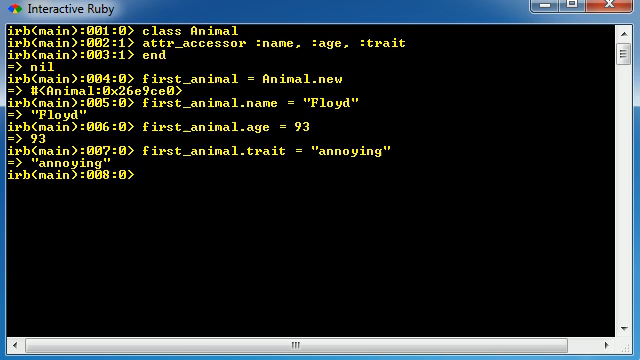 Interactive Ruby
irb(main):001:0> class Animal
irb(main):002:1> attr_accessor :name, :age, :trait
irb(main):003:1> end
=> nil
irb(main):004:0> first_animal = Animal.new
=> #<Animal:0x26e9ce0>
irb(main):005:0> first_animal.name = "Floyd"
=> "Floyd"
irb(main):006:0> first_animal.age = 93
=> 93
irb(main):007:0> first_animal.trait = "annoying"
=> "annoying"
irb(main):008:0>